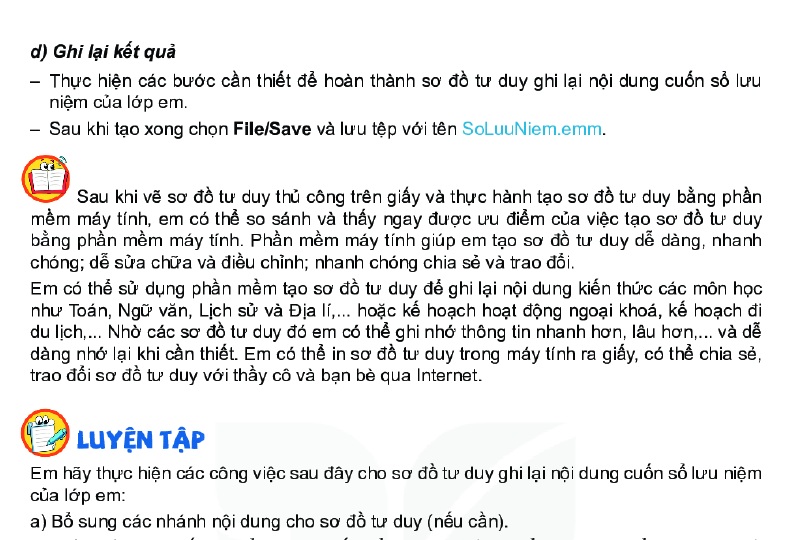 d) Ghi lại kết quả
– Thực hiện các bước cần thiết để hoàn thành sơ đồ tư duy ghi lại nội dung cuốn sổ lưu
niệm của lớp em.
– Sau khi tạo xong chọn File/Save và lưu tệp với tên SoLuuNiem.emm.
Sau khi vẽ sơ đồ tư duy thủ công trên giấy và thực hành tạo sơ đồ tư duy bằng phần
mềm máy tính, em có thể so sánh và thấy ngay được ưu điểm của việc tạo sơ đồ tư duy
bằng phần mềm máy tính. Phần mềm máy tính giúp em tạo sơ đồ tư duy dễ dàng, nhanh
chóng; dễ sửa chữa và điều chỉnh; nhanh chóng chia sẻ và trao đổi.
Em có thể sử dụng phần mềm tạo sơ đồ tư duy để ghi lại nội dung kiến thức các môn học
như Toán, Ngữ văn, Lịch sử và Địa lí,... hoặc kế hoạch hoạt động ngoại khoá, kế hoạch đi
du lịch,... Nhờ các sơ đồ tư duy đó em có thể ghi nhớ thông tin nhanh hơn, lâu hơn,... và dễ
dàng nhớ lại khi cần thiết. Em có thể in sơ đồ tư duy trong máy tính ra giấy, có thể chia sẻ,
trao đổi sơ đồ tư duy với thầy cô và bạn bè qua Internet.
LUYỆN TẬP
Em hãy thực hiện các công việc sau đây cho sơ đồ tư duy ghi lại nội dung cuốn sổ lưu niệm
của lớp em:
a) Bổ sung các nhánh nội dung cho sơ đồ tư duy (nếu cần).